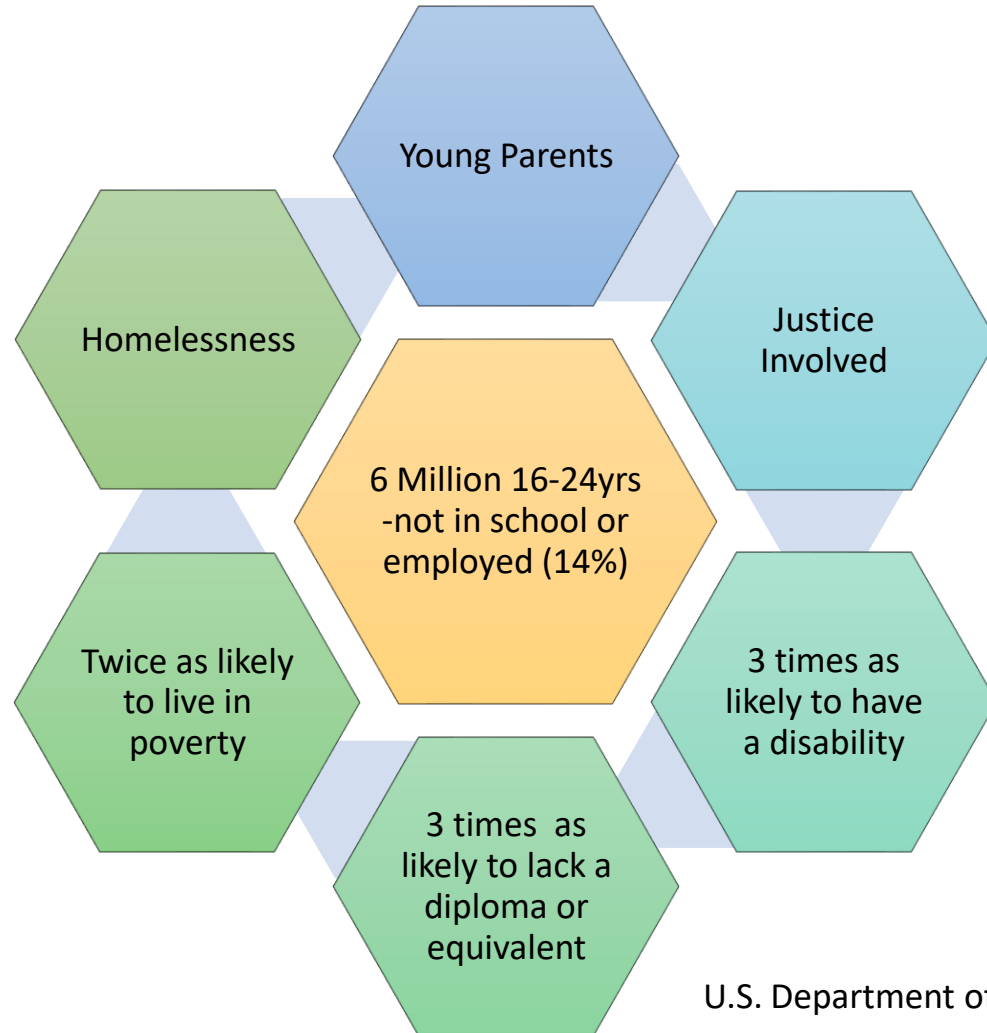 Young Parents
Homelessness
Justice
Involved
6 Million 16-24yrs
-not in school or
employed (14%)
Twice as likely
to live in
poverty
3 times as
likely to have
a disability
3 times  as
likely to lack a
diploma or
equivalent
U.S. Department of